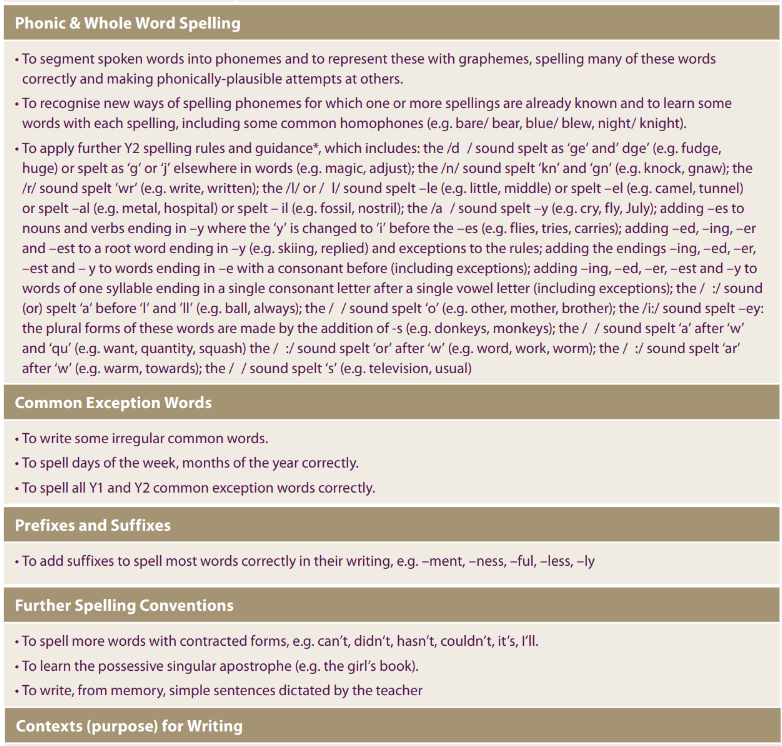 Phonic & Whole Word Spelling
• To segment spoken words into phonemes and to represent these with graphemes, spelling many of these words
correctly and making phonically-plausible attempts at others.
• To recognise new ways of spelling phonemes for which one or more spellings are already known and to learn some
words with each spelling, including some common homophones (e.g. bare/ bear, blue/ blew, night/ knight).
• To apply further Y2 spelling rules and guidance*, which includes: the /d  / sound spelt as ‘ge’ and’ dge’ (e.g. fudge,
huge) or spelt as ‘g’ or ‘j’ elsewhere in words (e.g. magic, adjust); the /n/ sound spelt ‘kn’ and ‘gn’ (e.g. knock, gnaw); the
/r/ sound spelt ‘wr’ (e.g. write, written); the /l/ or /  l/ sound spelt –le (e.g. little, middle) or spelt –el (e.g. camel, tunnel)
or spelt –al (e.g. metal, hospital) or spelt – il (e.g. fossil, nostril); the /a  / sound spelt –y (e.g. cry, fly, July); adding –es to
nouns and verbs ending in –y where the ‘y’ is changed to ‘i’ before the –es (e.g. flies, tries, carries); adding –ed, –ing, –er
and –est to a root word ending in –y (e.g. skiing, replied) and exceptions to the rules; adding the endings –ing, –ed, –er,
–est and – y to words ending in –e with a consonant before (including exceptions); adding –ing, –ed, –er, –est and –y to
words of one syllable ending in a single consonant letter after a single vowel letter (including exceptions); the /  :/ sound
(or) spelt ‘a’ before ‘l’ and ‘ll’ (e.g. ball, always); the /  / sound spelt ‘o’ (e.g. other, mother, brother); the /i:/ sound spelt –ey:
the plural forms of these words are made by the addition of -s (e.g. donkeys, monkeys); the /  / sound spelt ‘a’ after ‘w’
and ‘qu’ (e.g. want, quantity, squash) the /  :/ sound spelt ‘or’ after ‘w’ (e.g. word, work, worm); the /  :/ sound spelt ‘ar’
after ‘w’ (e.g. warm, towards); the /  / sound spelt ‘s’ (e.g. television, usual)
Common Exception Words
• To write some irregular common words.
• To spell days of the week, months of the year correctly.
• To spell all Y1 and Y2 common exception words correctly.
Prefixes and Suffixes
• To add suffixes to spell most words correctly in their writing, e.g. –ment, –ness, –ful, –less, –ly
Further Spelling Conventions
• To spell more words with contracted forms, e.g. can’t, didn’t, hasn’t, couldn’t, it’s, I’ll.
• To learn the possessive singular apostrophe (e.g. the girl’s book).
• To write, from memory, simple sentences dictated by the teacher
Contexts (purpose) for Writing